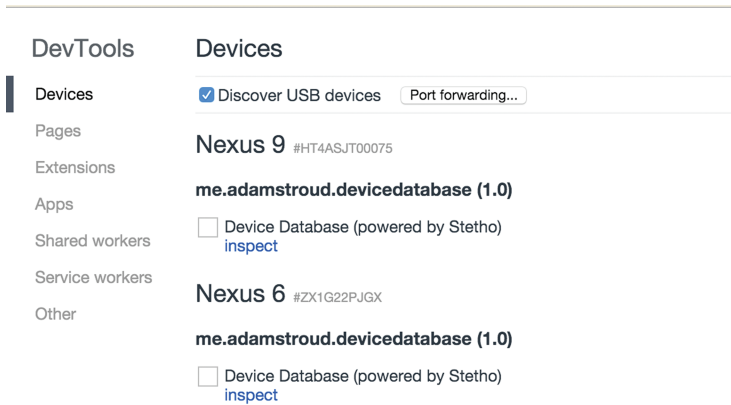 DevTools
Devices
Pages
Extensions
Apps
Shared workers
Service workers
Other
Devices
Discover USB devices
Port forwarding...
Nexus 9 #HT4ASJT00075
me.adamstroud.devicedatabase (1.0)
Device Database (powered by Stetho)
inspect
Nexus 6 #ZX1G22PJGX
me.adamstroud.devicedatabase (1.0)
Device Database (powered by Stetho)
inspect